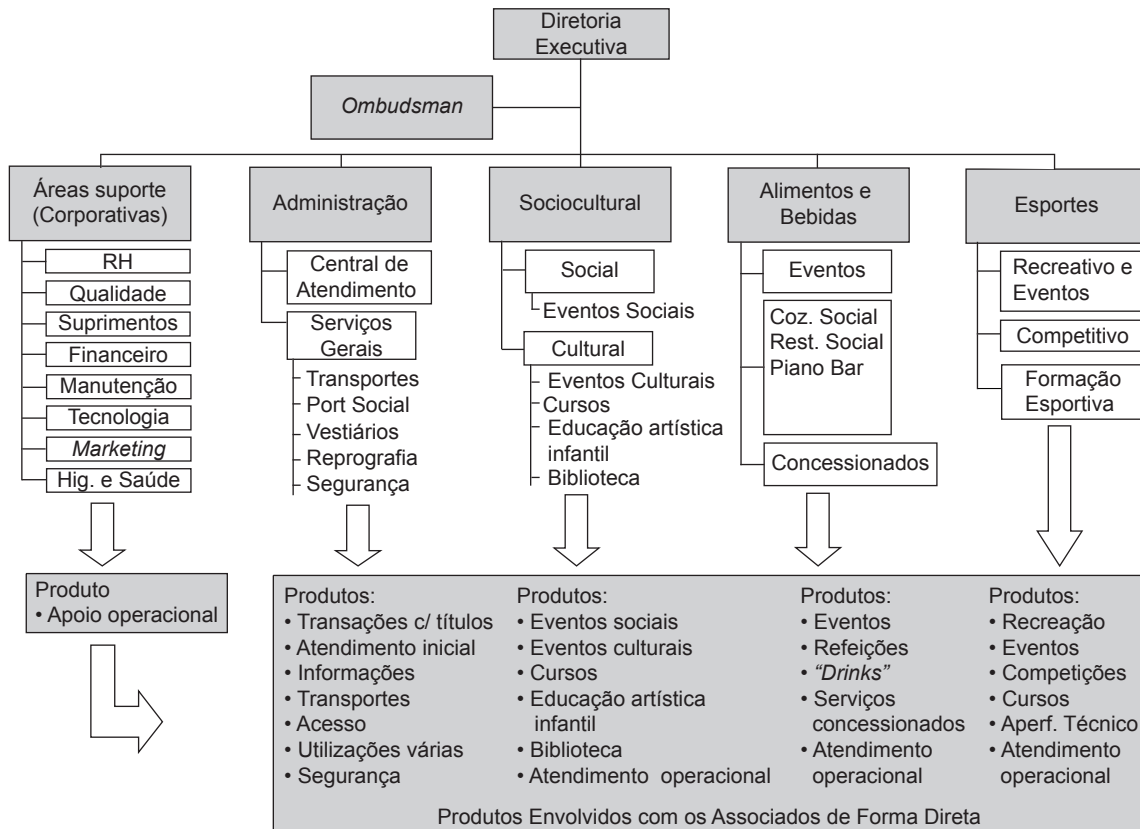 Diretoria
Executiva
Ombudsman
Áreas suporte
(Corporativas)
RH
Qualidade
Suprimentos
Financeiro
Manutenção
Tecnologia
Marketing
Hig. e Saúde
Produto
• Apoio operacional
Administração
Central de
Atendimento
Serviços
Gerais
Transportes
Port Social
Vestiários
Reprografia
Segurança
Sociocultural
Social
Eventos Sociais
Cultural
Eventos Culturais
Cursos
Educação artística
infantil
Biblioteca
Alimentos e
Bebidas
Eventos
Coz. Social
Rest. Social
Piano Bar
Concessionados
Esportes
Recreativo e
Eventos
Competitivo
Formação
Esportiva
Produtos:
• Transações c/ títulos
• Atendimento inicial
• Informações
• Transportes
• Acesso
• Utilizações várias
• Segurança
Produtos:
• Eventos sociais
• Eventos culturais
• Cursos
• Educação artística
infantil
• Biblioteca
• Atendimento operacional
Produtos:
• Eventos
• Refeições
• “Drinks”
• Serviços
concessionados
• Atendimento
operacional
Produtos:
• Recreação
• Eventos
• Competições
• Cursos
• Aperf. Técnico
• Atendimento
operacional
Produtos Envolvidos com os Associados de Forma Direta